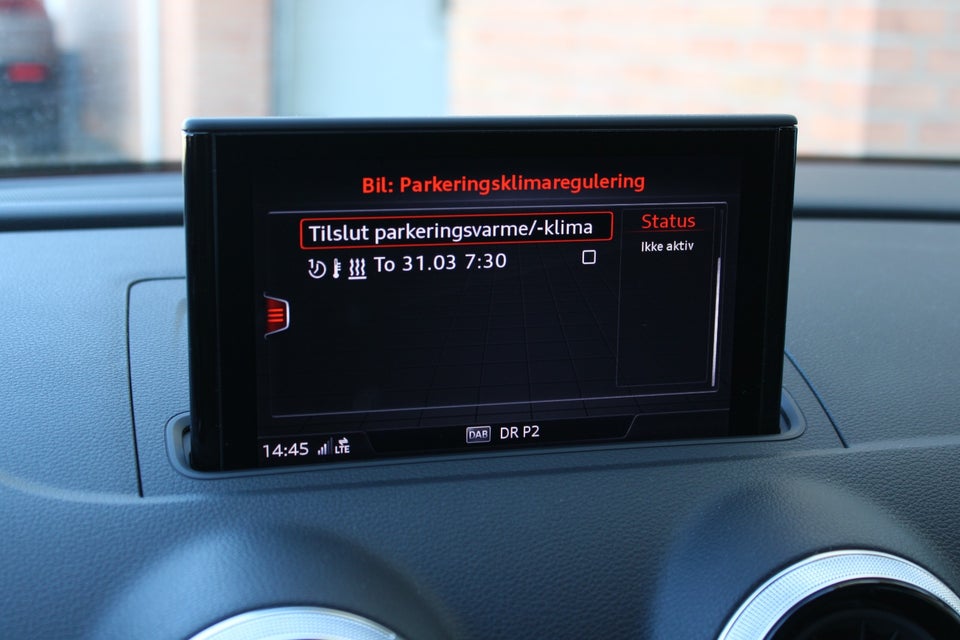 Bil: Parkeringsklimaregulering
Tilslut parkeringsvarme/-klima
1 To 31.03 7:30
Status
Ikke aktiv
14:45 LTE
DAB DR P2